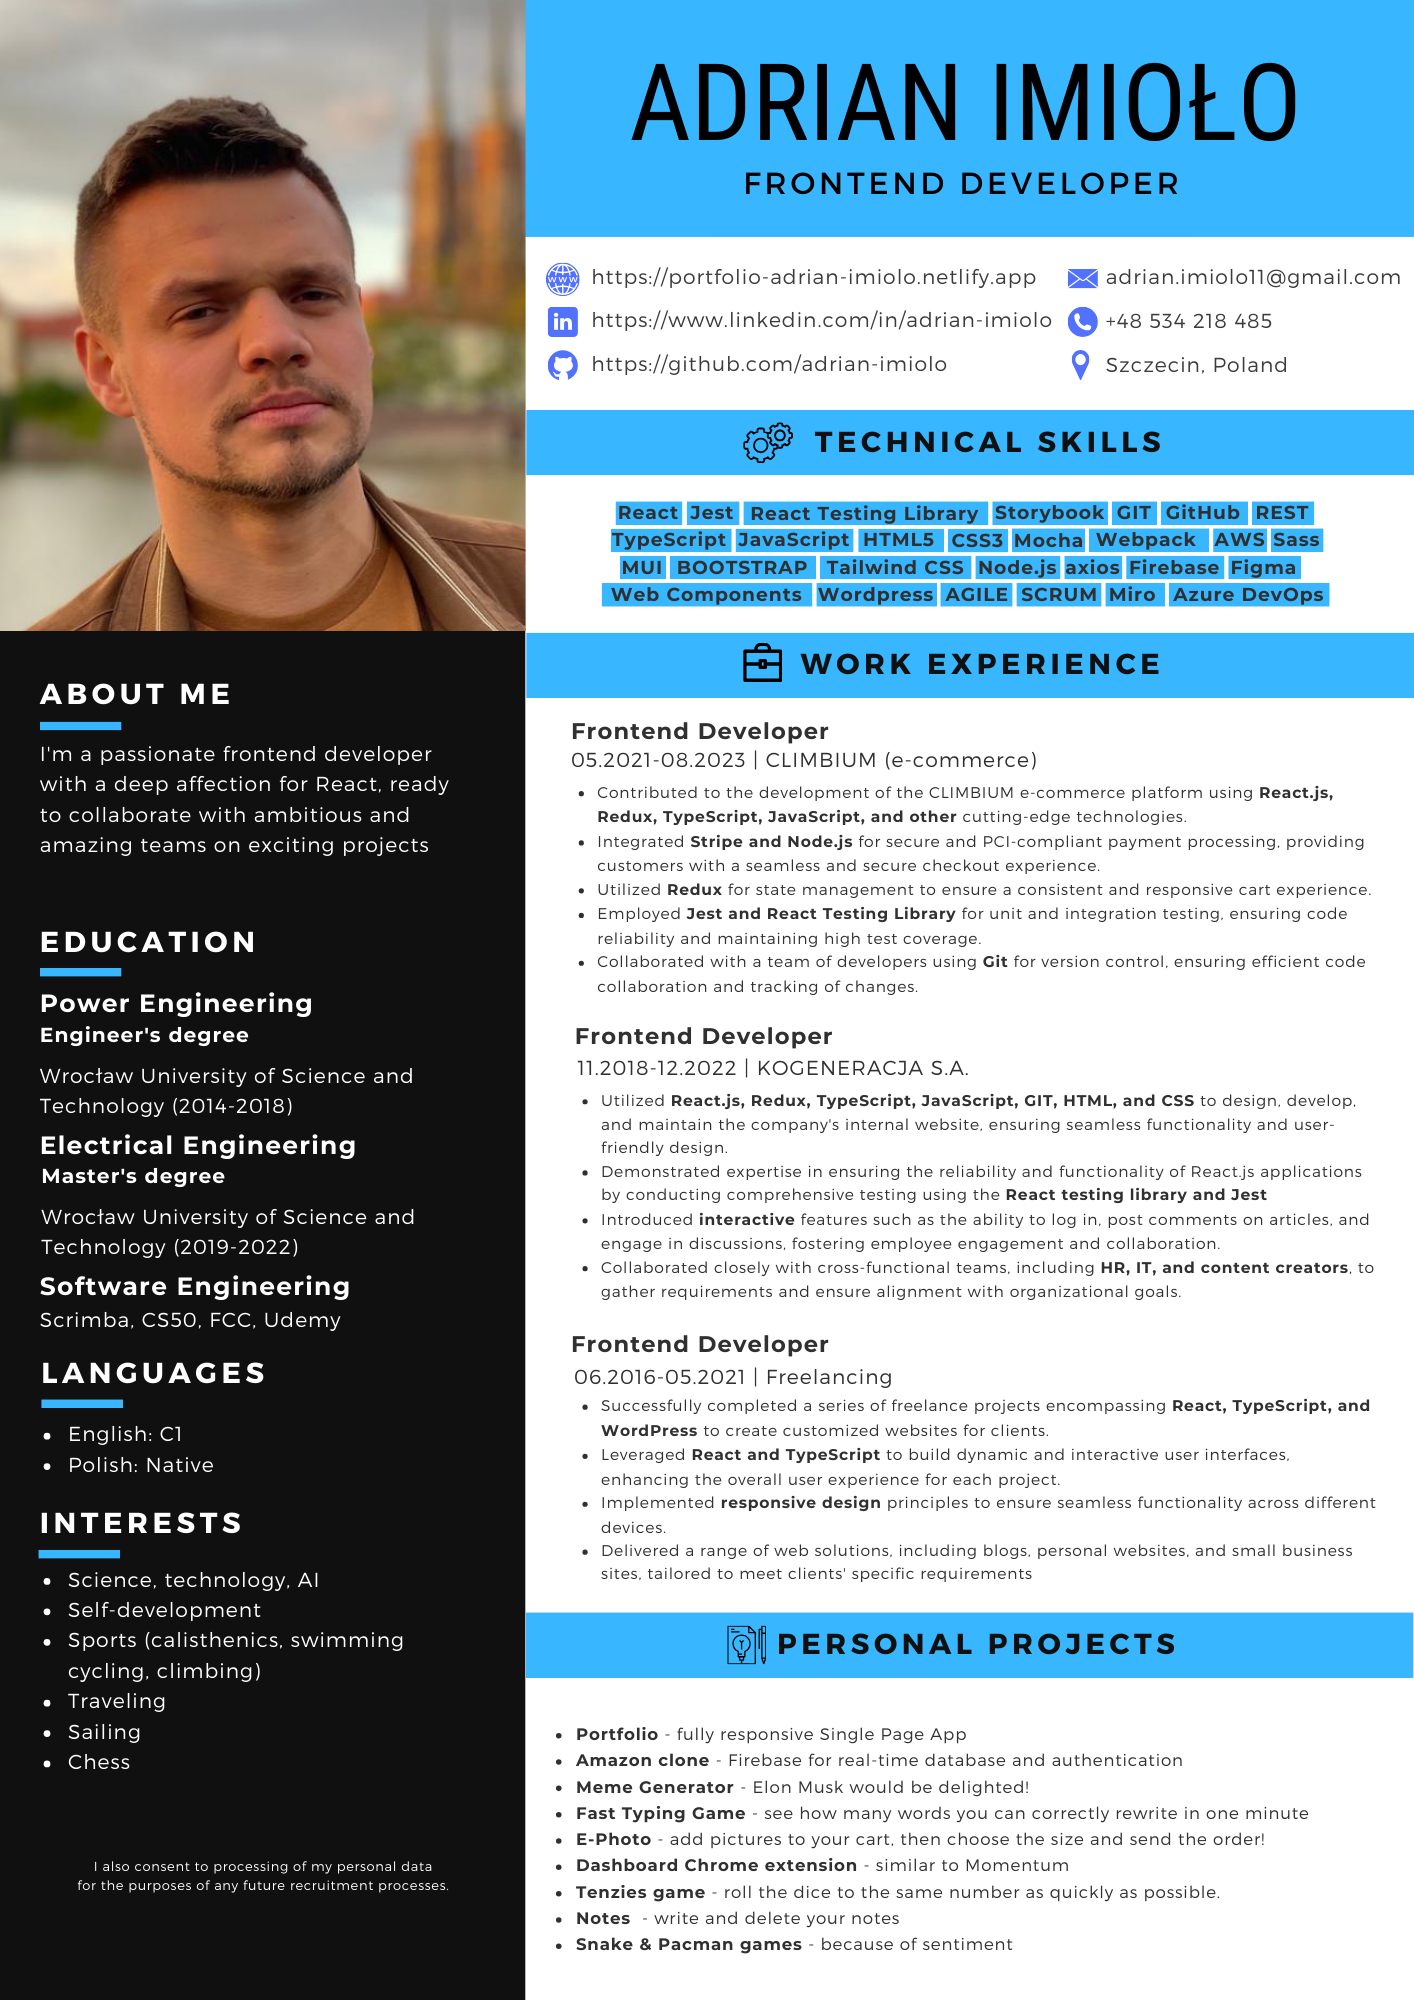 ADRIAN IMIOŁO
FRONTEND DEVELOPER
https://portfolio-adrian-imiolo.netlify.app
adrian.imiolo11@gmail.com
https://www.linkedin.com/in/adrian-imiolo
+48 534 218 485
https://github.com/adrian-imiolo
Szczecin, Poland
TECHNICAL SKILLS
React Jest React Testing Library Storybook GIT GitHub REST
TypeScript JavaScript HTML5 CSS3 Mocha Webpack AWS Sass
MUI BOOTSTRAP Tailwind CSS Node.js axios Firebase Figma
Web Components Wordpress AGILE SCRUM Miro Azure DevOps
WORK EXPERIENCE
Frontend Developer
05.2021-08.2023 | CLIMBIUM (e-commerce)
• Contributed to the development of the CLIMBIUM e-commerce platform using React.js,
Redux, TypeScript, JavaScript, and other cutting-edge technologies.
• Integrated Stripe and Node.js for secure and PCI-compliant payment processing, providing
customers with a seamless and secure checkout experience.
• Utilized Redux for state management to ensure a consistent and responsive cart experience.
• Employed Jest and React Testing Library for unit and integration testing, ensuring code
reliability and maintaining high test coverage.
• Collaborated with a team of developers using Git for version control, ensuring efficient code
collaboration and tracking of changes.
Frontend Developer
11.2018-12.2022 | KOGENERACJA S.A.
• Utilized React.js, Redux, TypeScript, JavaScript, GIT, HTML, and CSS to design, develop,
and maintain the company's internal website, ensuring seamless functionality and user-
friendly design.
• Demonstrated expertise in ensuring the reliability and functionality of React.js applications
by conducting comprehensive testing using the React testing library and Jest
• Introduced interactive features such as the ability to log in, post comments on articles, and
engage in discussions, fostering employee engagement and collaboration.
• Collaborated closely with cross-functional teams, including HR, IT, and content creators, to
gather requirements and ensure alignment with organizational goals.
Frontend Developer
06.2016-05.2021 | Freelancing
• Successfully completed a series of freelance projects encompassing React, TypeScript, and
WordPress to create customized websites for clients.
• Leveraged React and TypeScript to build dynamic and interactive user interfaces,
enhancing the overall user experience for each project.
• Implemented responsive design principles to ensure seamless functionality across different
devices.
• Delivered a range of web solutions, including blogs, personal websites, and small business
sites, tailored to meet clients' specific requirements
PERSONAL PROJECTS
• Portfolio - fully responsive Single Page App
• Amazon clone - Firebase for real-time database and authentication
• Meme Generator - Elon Musk would be delighted!
• Fast Typing Game - see how many words you can correctly rewrite in one minute
• E-Photo - add pictures to your cart, then choose the size and send the order!
• Dashboard Chrome extension - similar to Momentum
• Tenzies game - roll the dice to the same number as quickly as possible.
• Notes - write and delete your notes
• Snake & Pacman games - because of sentiment
ABOUT ME
I'm a passionate frontend developer
with a deep affection for React, ready
to collaborate with ambitious and
amazing teams on exciting projects
EDUCATION
Power Engineering
Engineer's degree
Wrocław University of Science and
Technology (2014-2018)
Electrical Engineering
Master's degree
Wrocław University of Science and
Technology (2019-2022)
Software Engineering
Scrimba, CS50, FCC, Udemy
LANGUAGES
• English: C1
• Polish: Native
INTERESTS
• Science, technology, AI
• Self-development
• Sports (calisthenics, swimming
cycling, climbing)
• Traveling
• Sailing
• Chess
I also consent to processing of my personal data
for the purposes of any future recruitment processes.